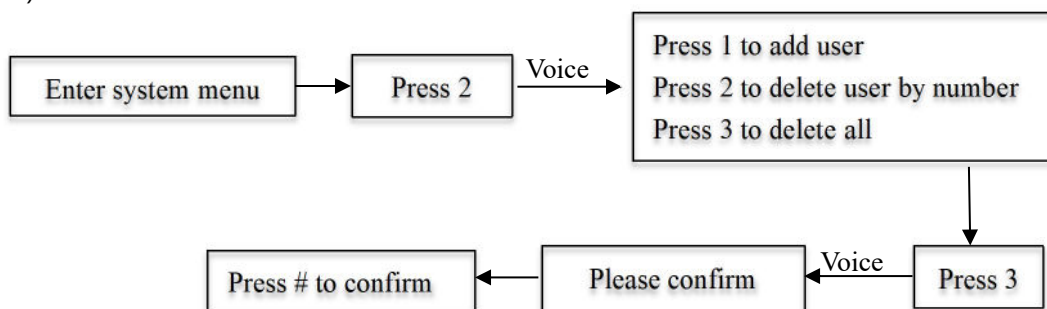 Enter system menu
Press 2
Voice
Press 1 to add user
Press 2 to delete user by number
Press 3 to delete all
Press 3
Voice
Please confirm
Press # to confirm